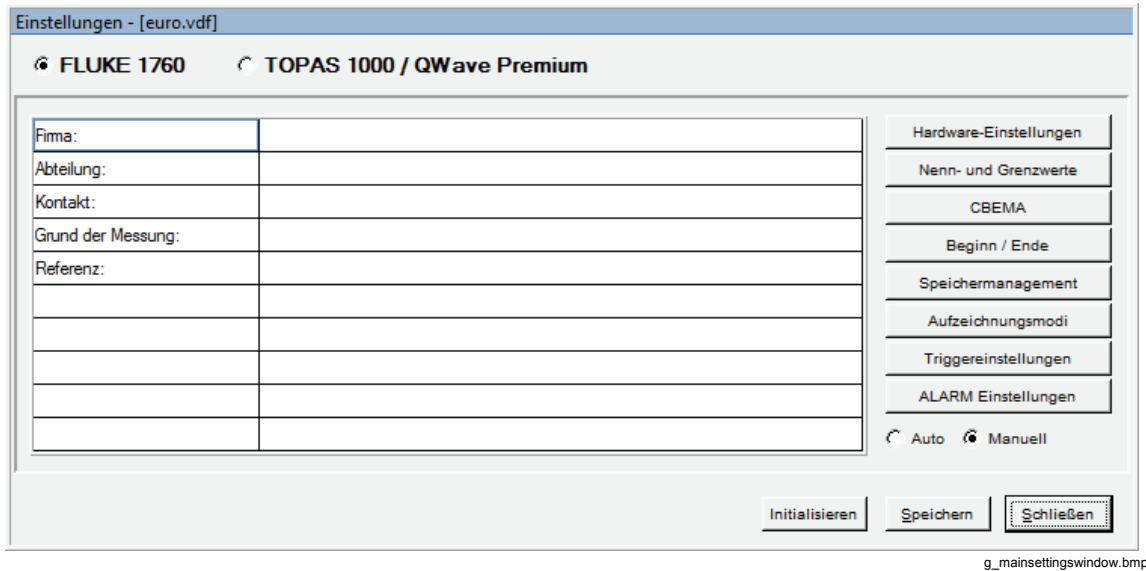 Einstellungen - [euro.vdf]
FLUKE 1760 TOPAS 1000 / QWave Premium
Firma:
Abteilung:
Kontakt:
Grund der Messung:
Referenz:
Hardware-Einstellungen
Nenn- und Grenzwerte
CBEMA
Beginn / Ende
Speichermanagement
Aufzeichnungsmodi
Triggereinstellungen
ALARM Einstellungen
Auto Manuell
Initialisieren Speichern Schließen
g_mainsettingswindow.bmp